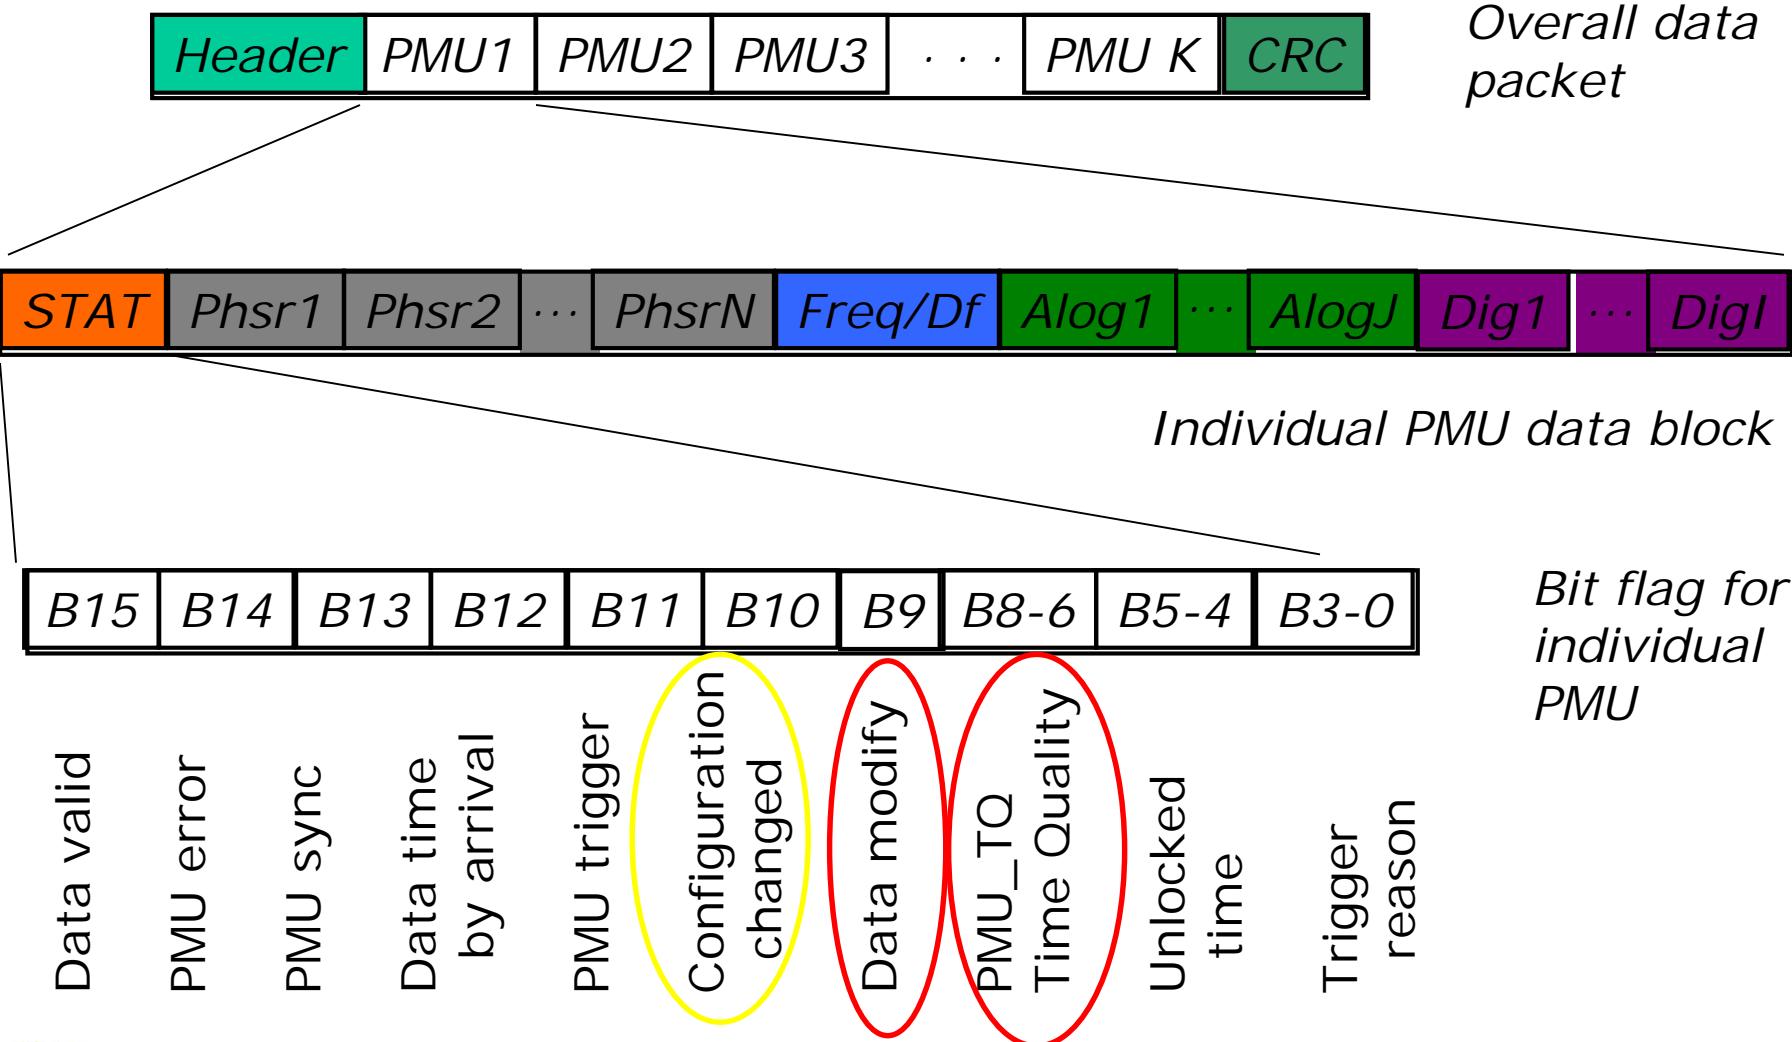 Overall data
packet
Header PMU1 PMU2 PMU3 . . . PMU K CRC
STAT Phsr1 Phsr2 ... PhsrN Freq/Df Alog1 ... AlogJ Dig1 ... DigI
Individual PMU data block
B15 B14 B13 B12 B11 B10 B9 B8-6 B5-4 B3-0
Bit flag for
individual
PMU
Data valid
PMU error
PMU sync
Data time
by arrival
PMU trigger
Configuration
changed
Data modify
PMU_TQ
Time Quality
Unlocked
time
Trigger
reason